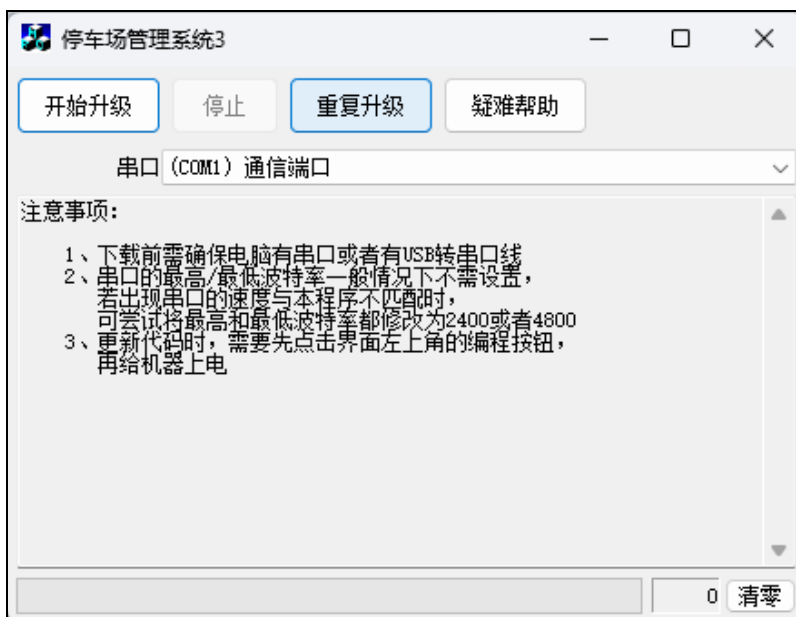 停车场管理系统3
开始升级 停止 重复升级 疑难帮助
串口 (COM1) 通信端口
注意事项:
1、下载前需确保电脑有串口或者有USB转串口线
2、串口的最高/最低波特率一般情况下不需设置,
若出现串口的速度与本程序不匹配时,
可尝试将最高和最低波特率都修改为2400或者4800
3、更新代码时,需要先点击界面左上角的编程按钮,
再给机器上电
0 清零